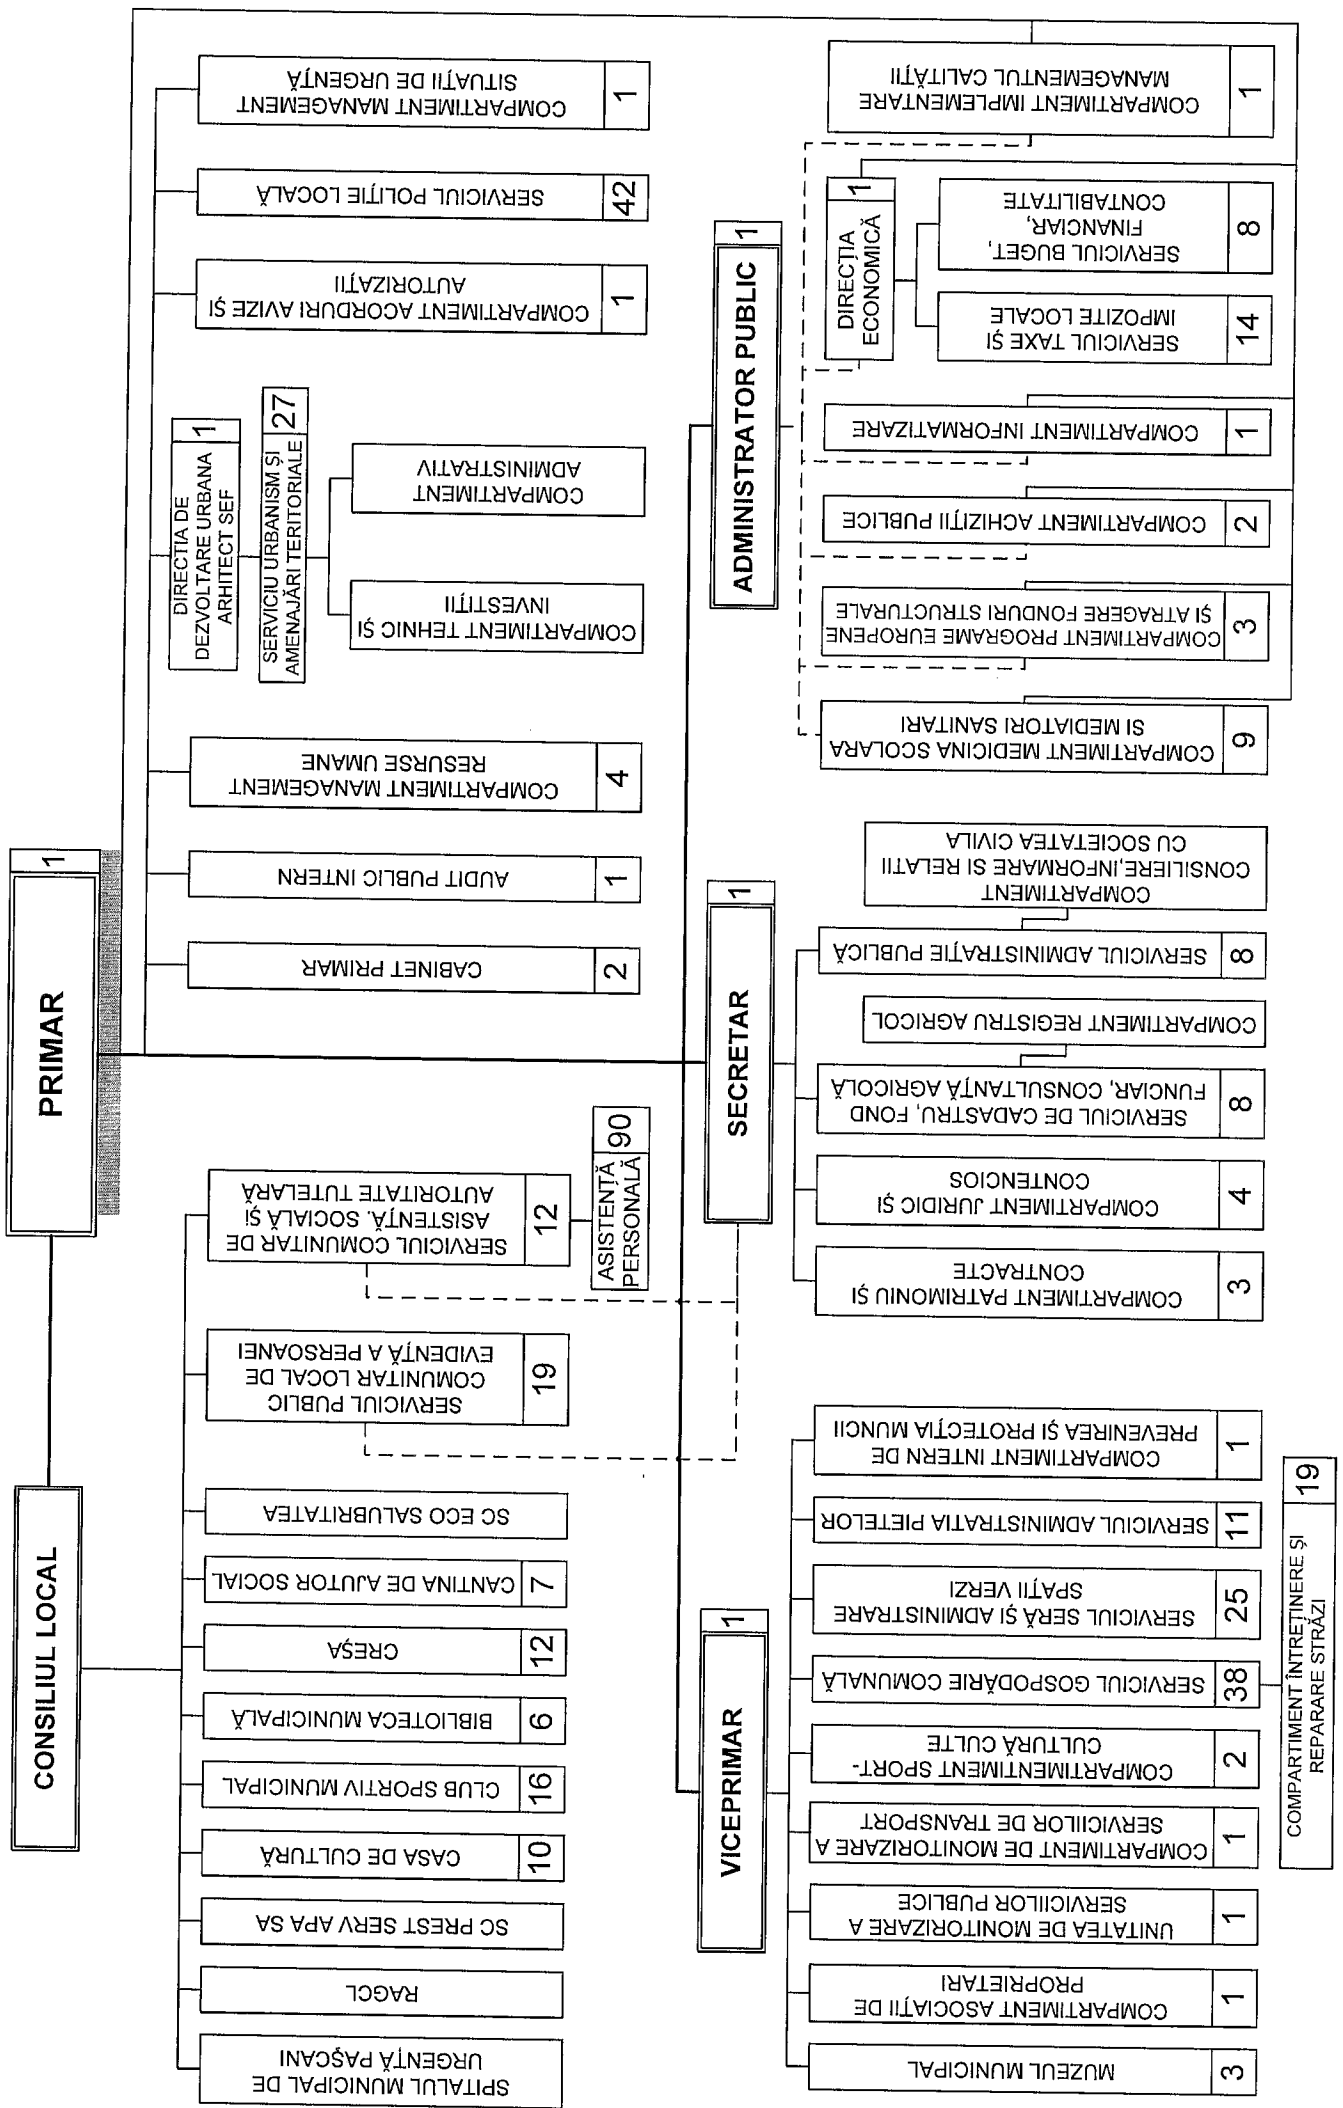 PRIMAR
1
CONSILIUL LOCAL
SPITALUL MUNICIPAL DE
URGENȚĂ PAȘCANI
RAGCL
SC PREST SERV APA SA
CASA DE CULTURĂ
10
CLUB SPORTIV MUNICIPAL
16
BIBLIOTECA MUNICIPALĂ
6
CREȘA
12
CANTINA DE AJUTOR SOCIAL
7
SC ECO SALUBRITATEA
SERVICIUL PUBLIC
COMUNITAR LOCAL DE
EVIDENȚĂ A PERSOANEI
19
SERVICIUL COMUNITAR DE
ASISTENȚĂ. SOCIALĂ ȘI
AUTORITATE TUTELARĂ
12
ASISTENȚĂ
PERSONALĂ
90
CABINET PRIMAR
2
AUDIT PUBLIC INTERN
1
COMPARTIMENT MANAGEMENT
RESURSE UMANE
4
DIRECTIA DE
DEZVOLTARE URBANA
ARHITECT SEF
1
SERVICIU URBANISM ȘI
AMENAJĂRI TERITORIALE
27
COMPARTIMENT TEHNIC ȘI
INVESTIȚII
COMPARTIMENT
ADMINISTRATIV
COMPARTIMENT ACORDURI AVIZE ȘI
AUTORIZAȚII
1
SERVICIUL POLIȚIE LOCALĂ
42
COMPARTIMENT MANAGEMENT
SITUAȚII DE URGENȚĂ
1
VICEPRIMAR
1
MUZEUL MUNICIPAL
3
COMPARTIMENT ASOCIAȚII DE
PROPRIETARI
1
UNITATEA DE MONITORIZARE A
SERVICIILOR PUBLICE
1
COMPARTIMENT DE MONITORIZARE A
SERVICIILOR DE TRANSPORT
1
COMPARTIMENTIMENT SPORT-
CULTURĂ CULTE
2
SERVICIUL GOSPODĂRIE COMUNALĂ
38
COMPARTIMENT ÎNTREȚINERE ȘI
REPARARE STRĂZI
19
SERVICIUL SERĂ ȘI ADMINISTRARE
SPAȚII VERZI
25
SERVICIUL ADMINISTRATIA PIETELOR
11
COMPARTIMENT INTERN DE
PREVENIREA ȘI PROTECȚIA MUNCII
1
SECRETAR
1
COMPARTIMENT PATRIMONIU ȘI
CONTRACTE
3
COMPARTIMENT JURIDIC ȘI
CONTENCIOS
4
SERVICIUL DE CADASTRU, FOND
FUNCIAR, CONSULTANȚĂ AGRICOLĂ
8
COMPARTIMENT REGISTRU AGRICOL
SERVICIUL ADMINISTRAȚIE PUBLICĂ
8
COMPARTIMENT
CONSILIERE,INFORMARE SI RELATII
CU SOCIETATEA CIVILA
ADMINISTRATOR PUBLIC
1
COMPARTIMENT MEDICINA SCOLARA
SI MEDIATORI SANITARI
9
COMPARTIMENT PROGRAME EUROPENE
ȘI ATRAGERE FONDURI STRUCTURALE
3
COMPARTIMENT ACHIZIȚII PUBLICE
2
COMPARTIMENT INFORMATIZARE
1
DIRECȚIA
ECONOMICĂ
1
SERVICIUL TAXE ȘI
IMPOZITE LOCALE
14
SERVICIUL BUGET,
FINANCIAR,
CONTABILITATE
8
COMPARTIMENT IMPLEMENTARE
MANAGEMENTUL CALITĂȚII
1